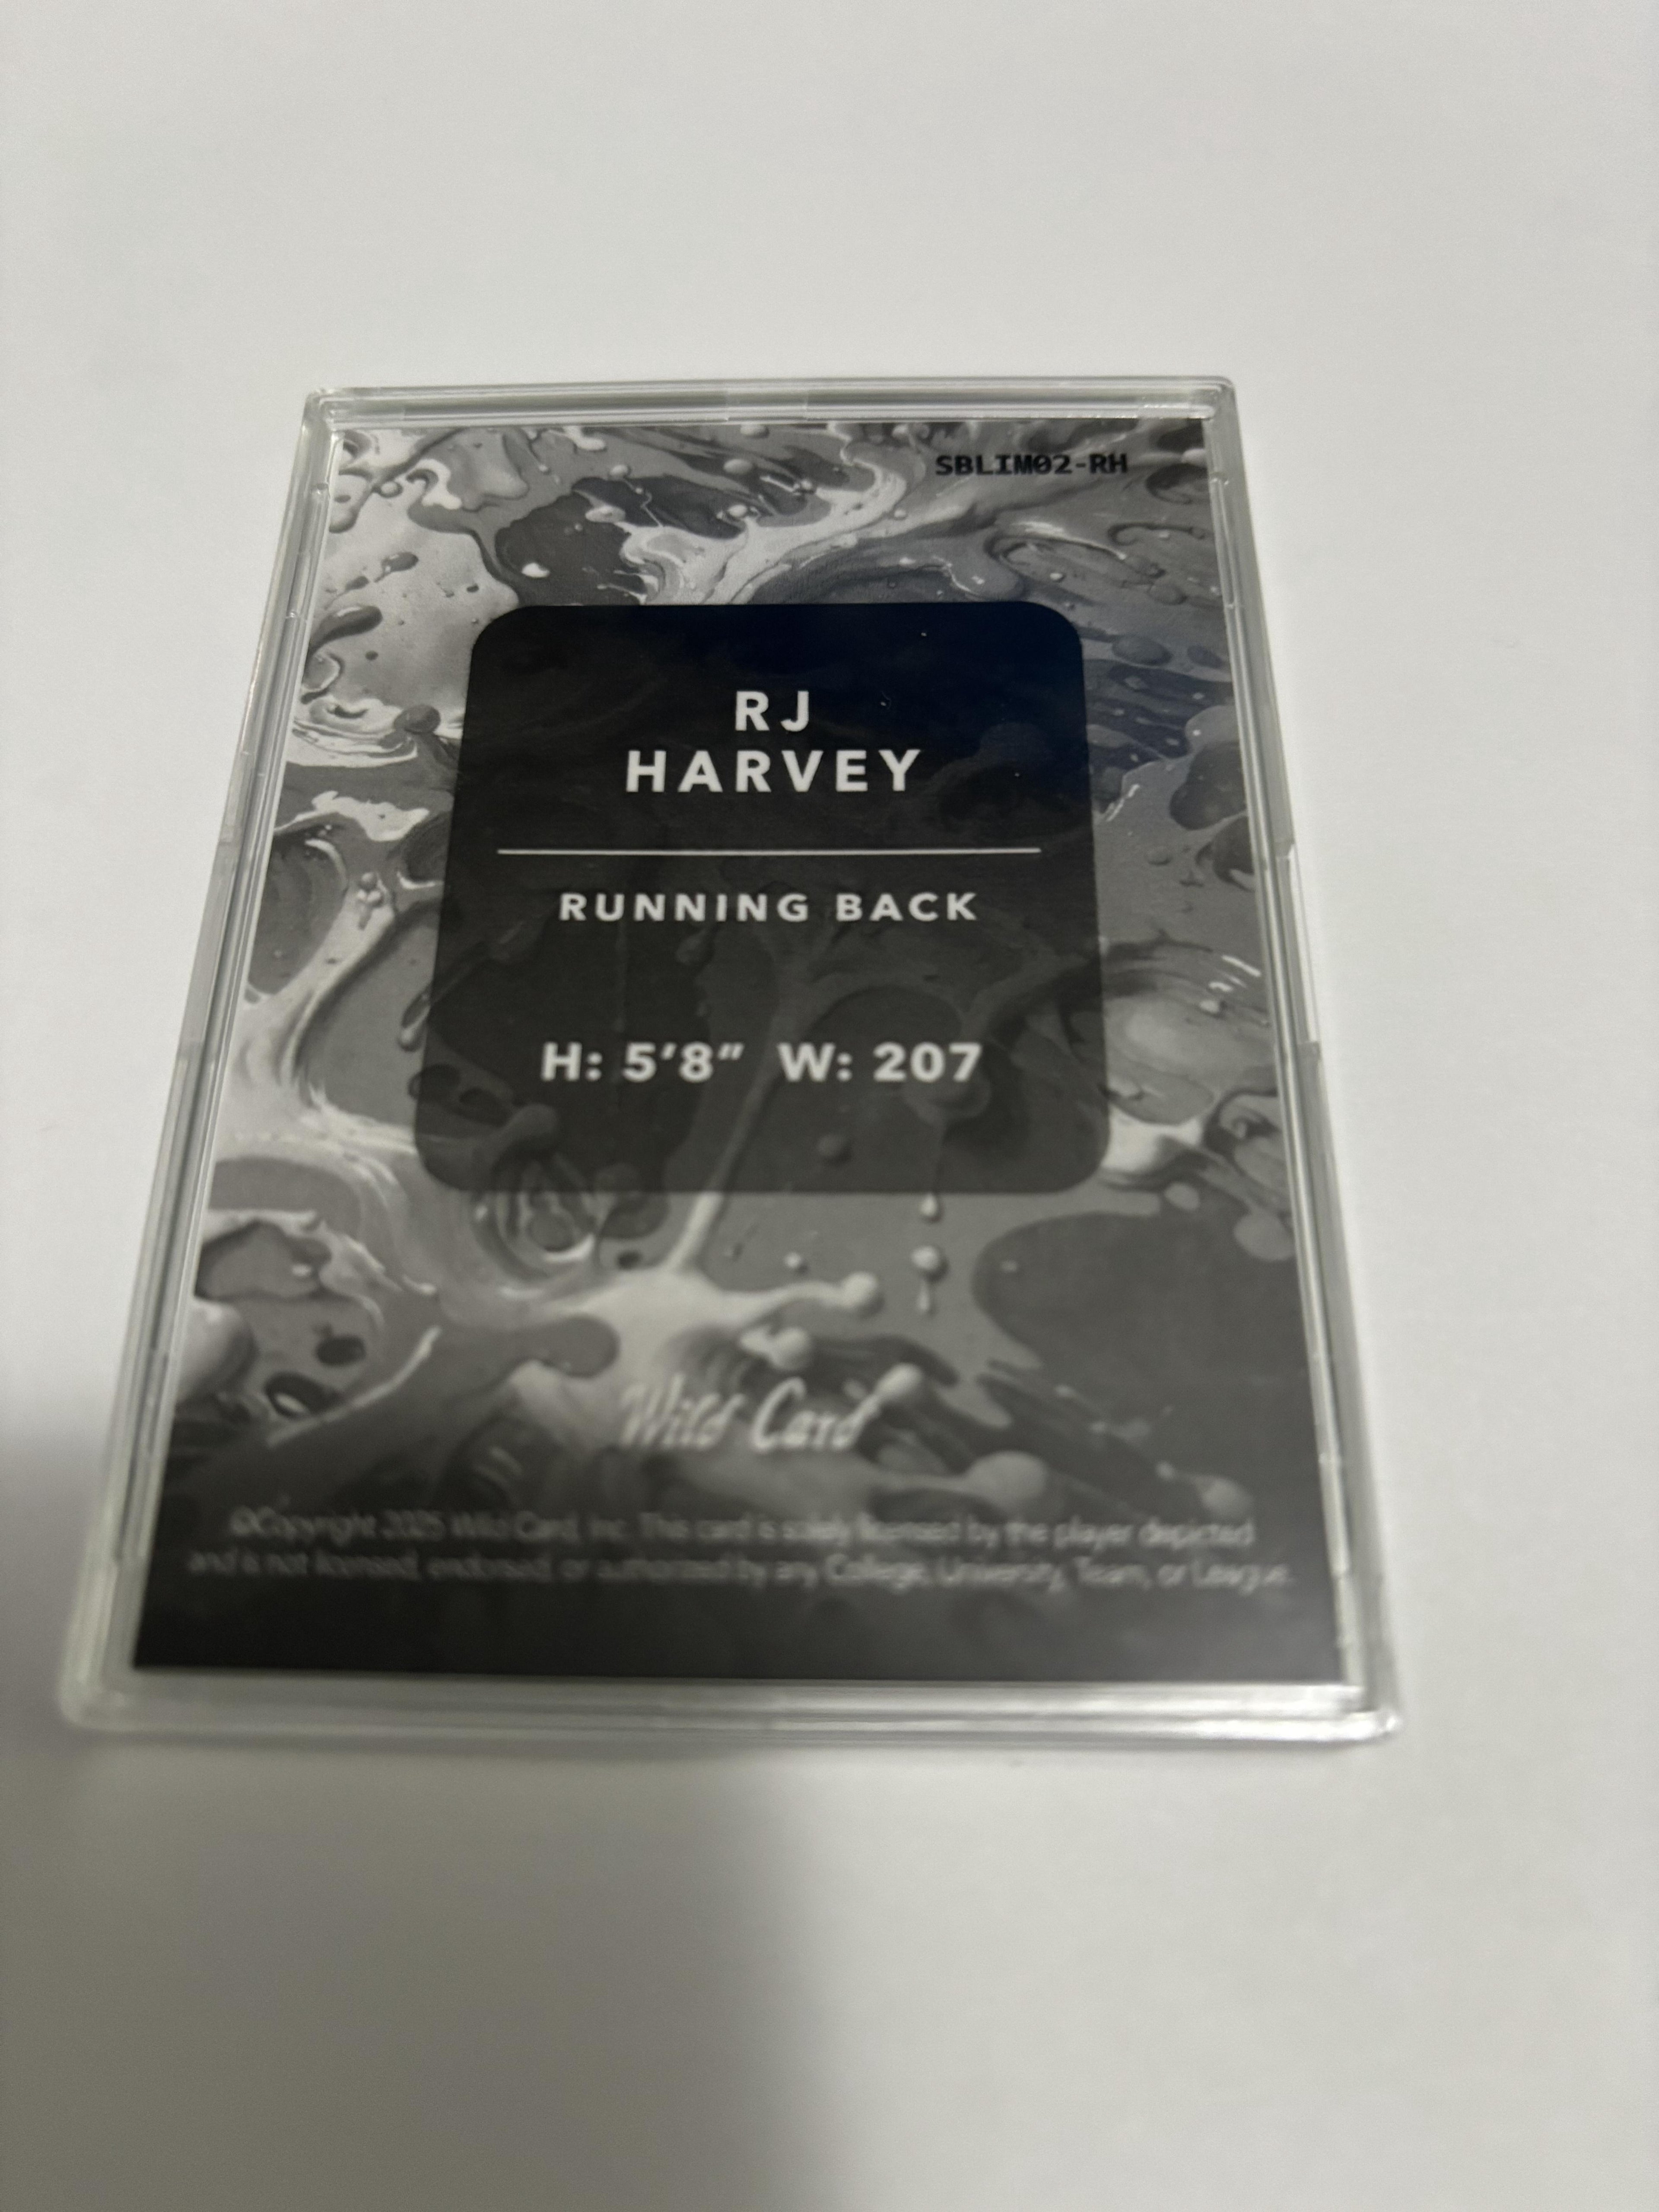 SBLIM02-RH
RJ
HARVEY
RUNNING BACK
H: 5'8" W: 207
Wild Card
©Copyright 2025 Wild Card, Inc. This card is solely licensed by the player depicted
and is not licensed, endorsed, or authorized by any College, University, Team, or League.